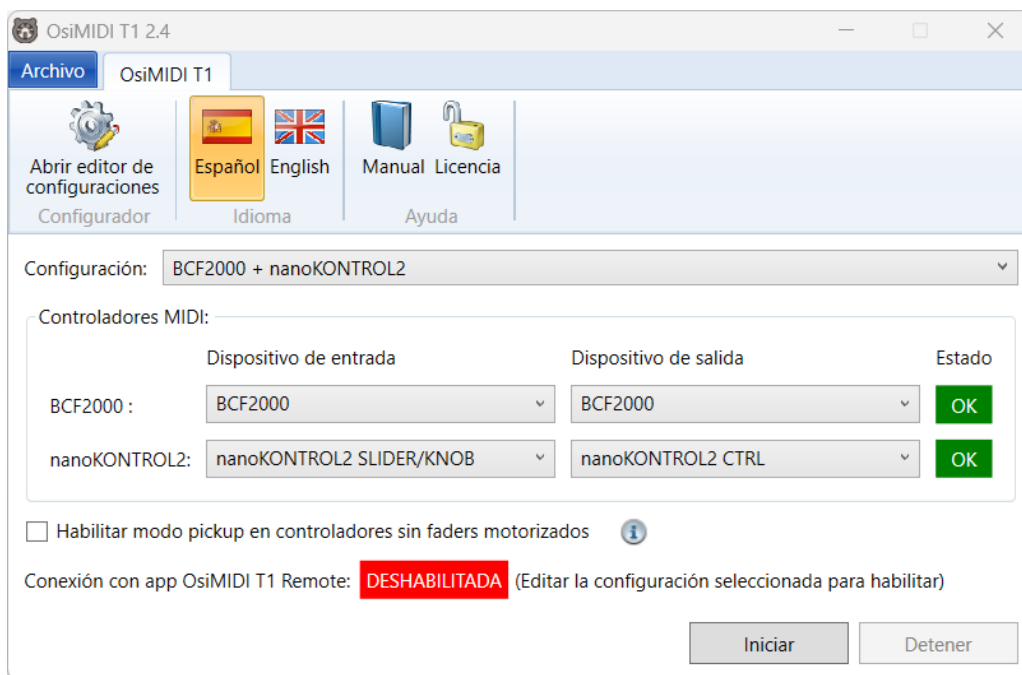 OsiMIDI T1 2.4
Archivo OsiMIDI T1
Abrir editor de configuraciones
Español English
Manual Licencia
Configurador Idioma Ayuda
Configuración: BCF2000 + nanoKONTROL2
Controladores MIDI:
Dispositivo de entrada Dispositivo de salida Estado
BCF2000 : BCF2000 BCF2000 OK
nanoKONTROL2: nanoKONTROL2 SLIDER/KNOB nanoKONTROL2 CTRL OK
Habilitar modo pickup en controladores sin faders motorizados
Conexión con app OsiMIDI T1 Remote: DESHABILITADA (Editar la configuración seleccionada para habilitar)
Iniciar Detener